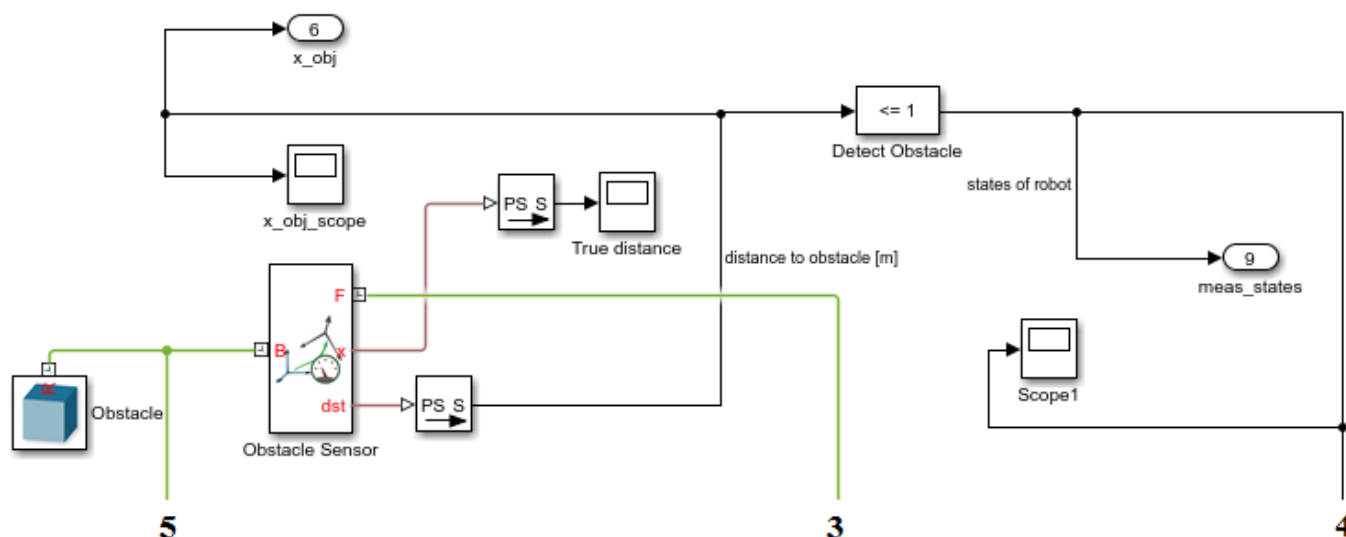 6
x_obj
<= 1
Detect Obstacle
states of robot
x_obj_scope
PS S
True distance
distance to obstacle [m]
9
meas_states
F
B
x
R
Obstacle
dst
PS S
Scope1
Obstacle Sensor
5
3
4